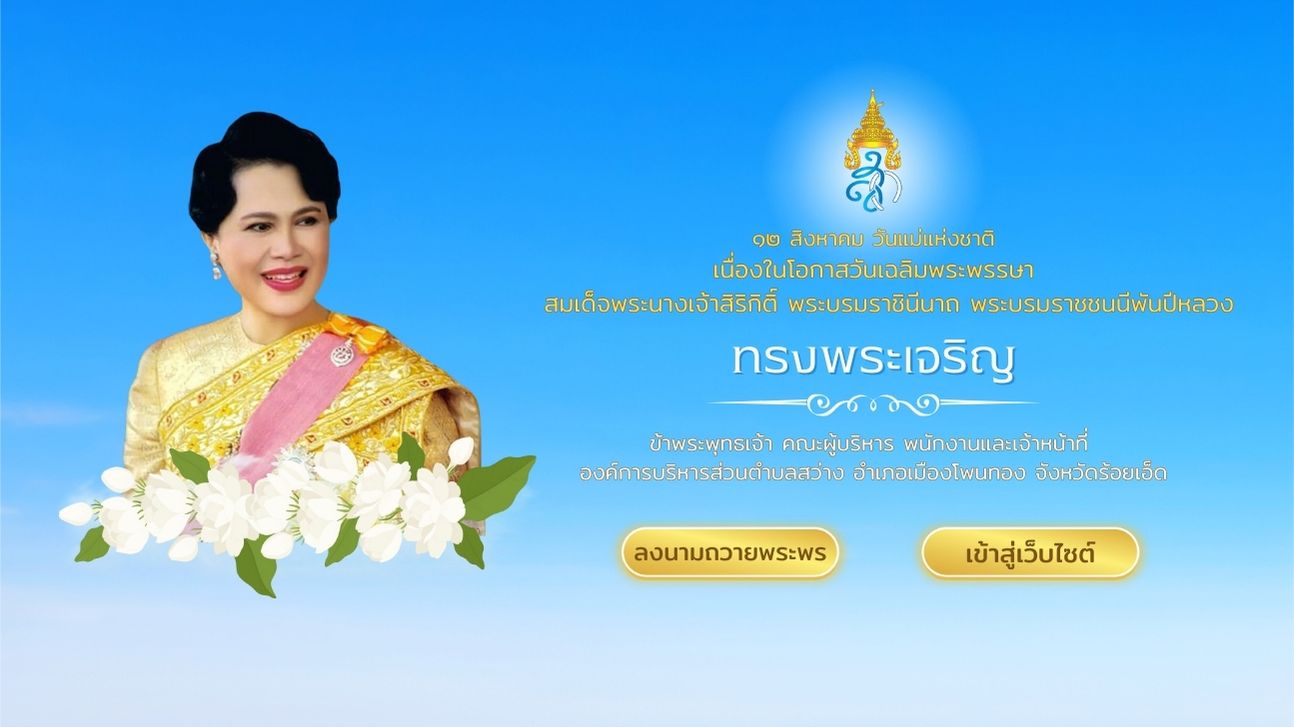 ๑๒ สิงหาคม วันแม่แห่งชาติ
เนื่องในโอกาสวันเฉลิมพระพรรษา
สมเด็จพระนางเจ้าสิริกิติ์ พระบรมราชินีนาถ พระบรมราชชนนีพันปีหลวง
ทรงพระเจริญ
ข้าพระพุทธเจ้า คณะผู้บริหาร พนักงานและเจ้าหน้าที่
องค์การบริหารส่วนตำบลสว่าง อำเภอเมืองโพนทอง จังหวัดร้อยเอ็ด
ลงนามถวายพระพร
เข้าสู่เว็บไซต์